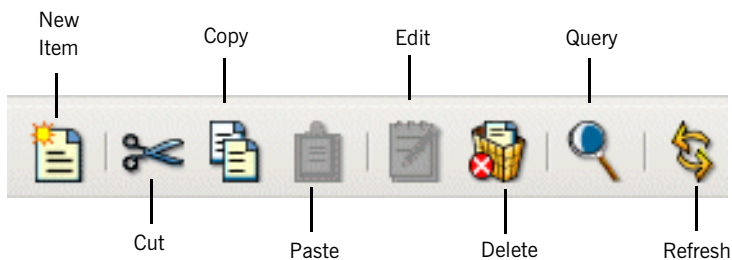 New
Item
Copy
Edit
Query
Cut
Paste
Delete
Refresh